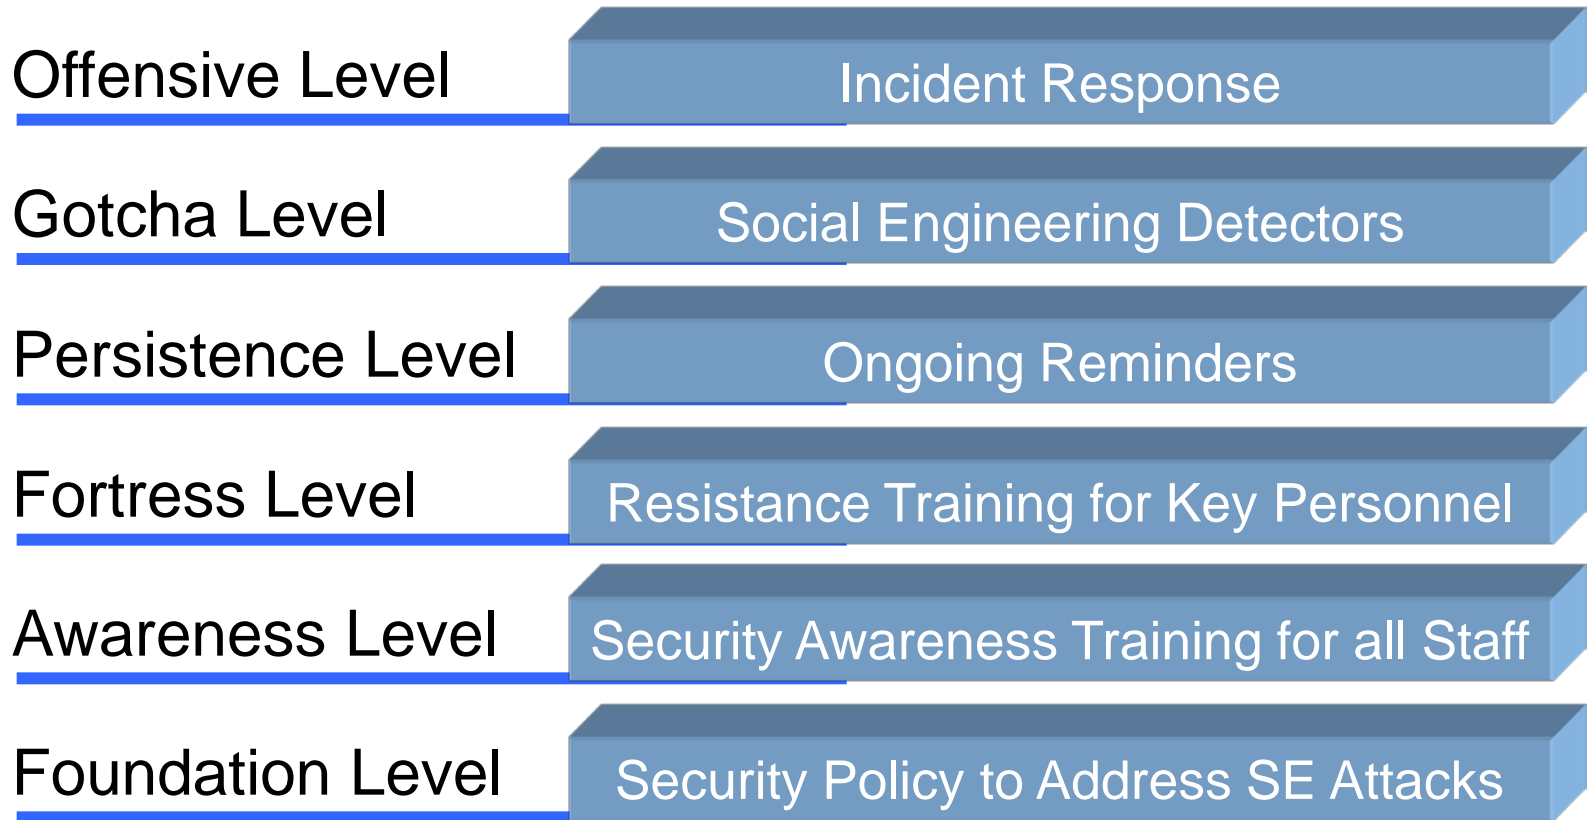 Offensive Level
Incident Response
Gotcha Level
Social Engineering Detectors
Persistence Level
Ongoing Reminders
Fortress Level
Resistance Training for Key Personnel
Awareness Level
Security Awareness Training for all Staff
Foundation Level
Security Policy to Address SE Attacks